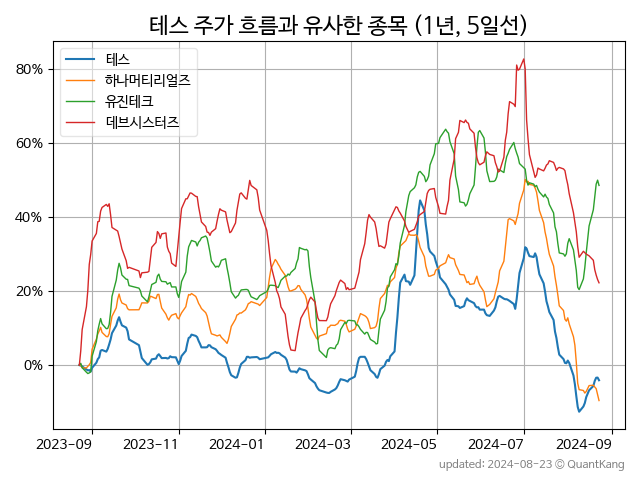 테스 주가 흐름과 유사한 종목 (1년, 5일선)
테스
하나머티리얼즈
유진테크
데브시스터즈
80%
60%
40%
20%
0%
2023-09 2023-11 2024-01 2024-03 2024-05 2024-07 2024-09
updated: 2024-08-23 © QuantKang